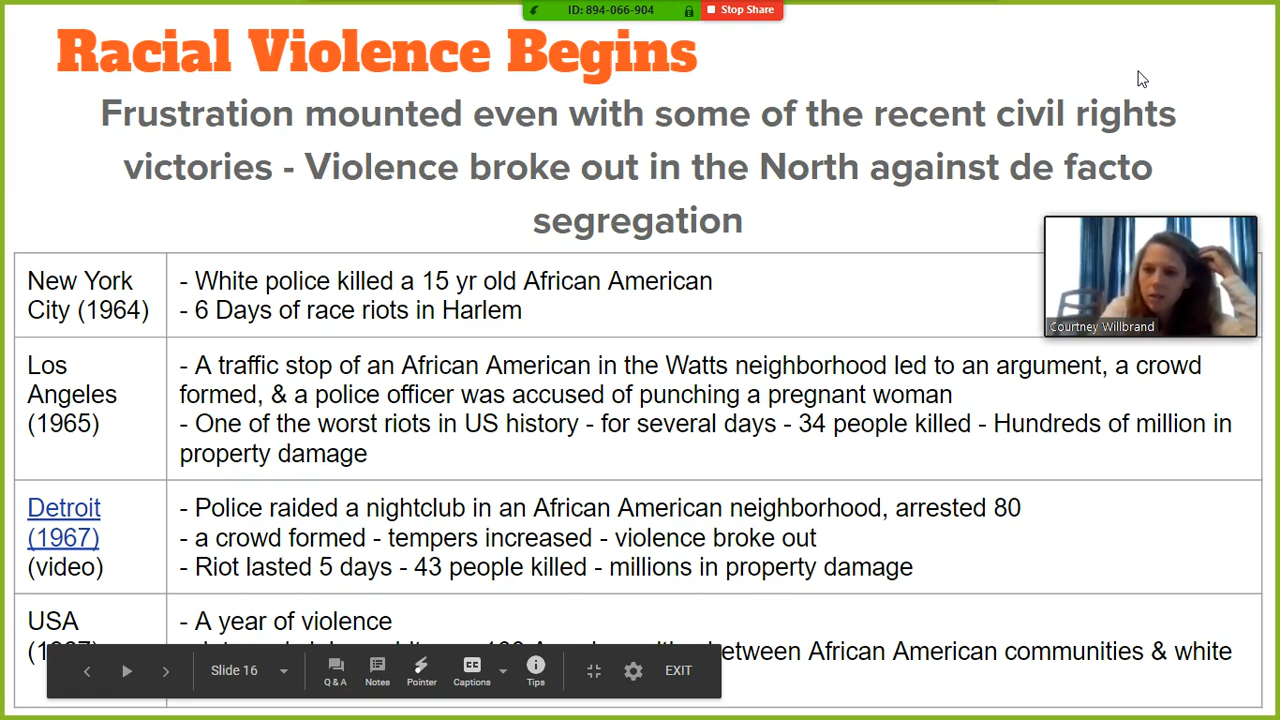 ID: 894-066-904 Stop Share
Racial Violence Begins
Frustration mounted even with some of the recent civil rights
victories - Violence broke out in the North against de facto
segregation
Courtney Willbrand
New York
City (1964)
- White police killed a 15 yr old African American
- 6 Days of race riots in Harlem
Los
Angeles
(1965)
- A traffic stop of an African American in the Watts neighborhood led to an argument, a crowd
formed, & a police officer was accused of punching a pregnant woman
- One of the worst riots in US history - for several days - 34 people killed - Hundreds of million in
property damage
Detroit
(1967)
(video)
- Police raided a nightclub in an African American neighborhood, arrested 80
- a crowd formed - tempers increased - violence broke out
- Riot lasted 5 days - 43 people killed - millions in property damage
USA
- A year of violence
between African American communities & white
Slide 16
Q & A
Notes
Pointer
Captions
Tips
EXIT